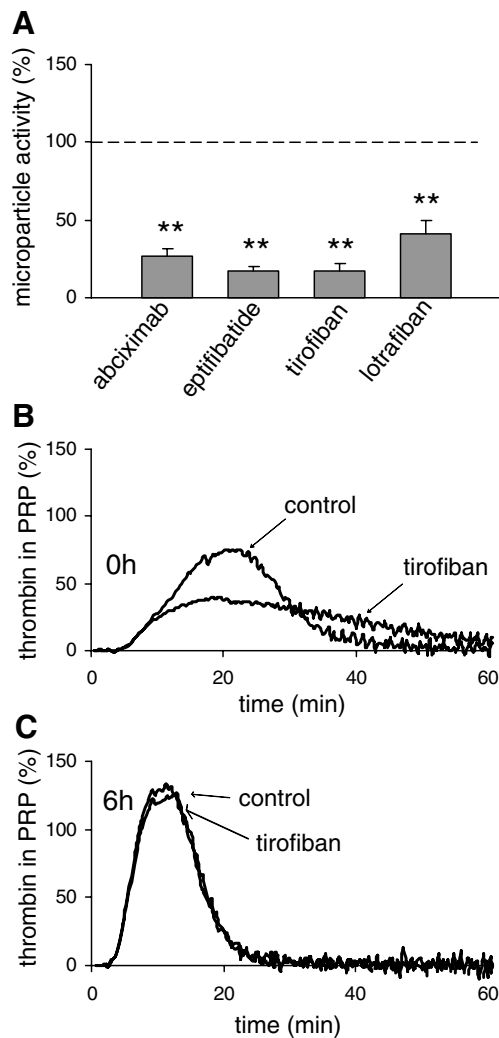 A
microparticle activity (%)
150
100
50
0
**
**
**
**
abciximab
eptifibatide
tirofiban
lotrafiban
B
thrombin in PRP (%)
150
100
50
0
0h
control
tirofiban
0
20
40
60
time (min)
C
thrombin in PRP (%)
150
100
50
0
6h
control
tirofiban
0
20
40
60
time (min)